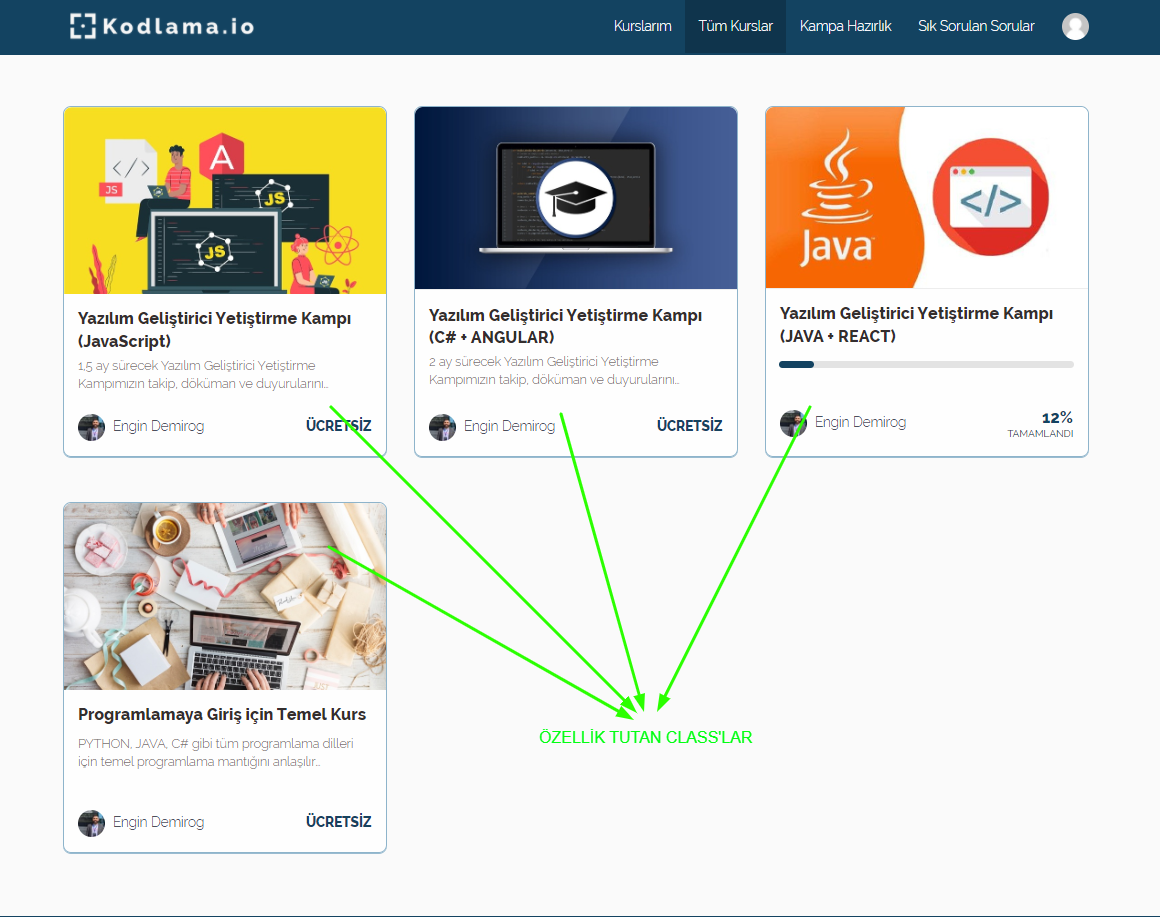 Kodlama.io
Kurslarım
Tüm Kurslar
Kampa Hazırlık
Sık Sorulan Sorular
</>
JS
A
JS
JS
JS
Yazılım Geliştirici Yetiştirme Kampı
(JavaScript)
1,5 ay sürecek Yazılım Geliştirici Yetiştirme
Kampımızın takip, döküman ve duyurularını...
Engin Demirog
ÜCRETSİZ
Yazılım Geliştirici Yetiştirme Kampı
(C# + ANGULAR)
2 ay sürecek Yazılım Geliştirici Yetiştirme
Kampımızın takip, döküman ve duyurularını...
Engin Demirog
ÜCRETSİZ
Java
</>
Yazılım Geliştirici Yetiştirme Kampı
(JAVA + REACT)
Engin Demirog
12%
TAMAMLANDI
Programlamaya Giriş için Temel Kurs
PYTHON, JAVA, C# gibi tüm programlama dilleri
için temel programlama mantığını anlaşılır...
Engin Demirog
ÜCRETSİZ
ÖZELLİK TUTAN CLASS'LAR